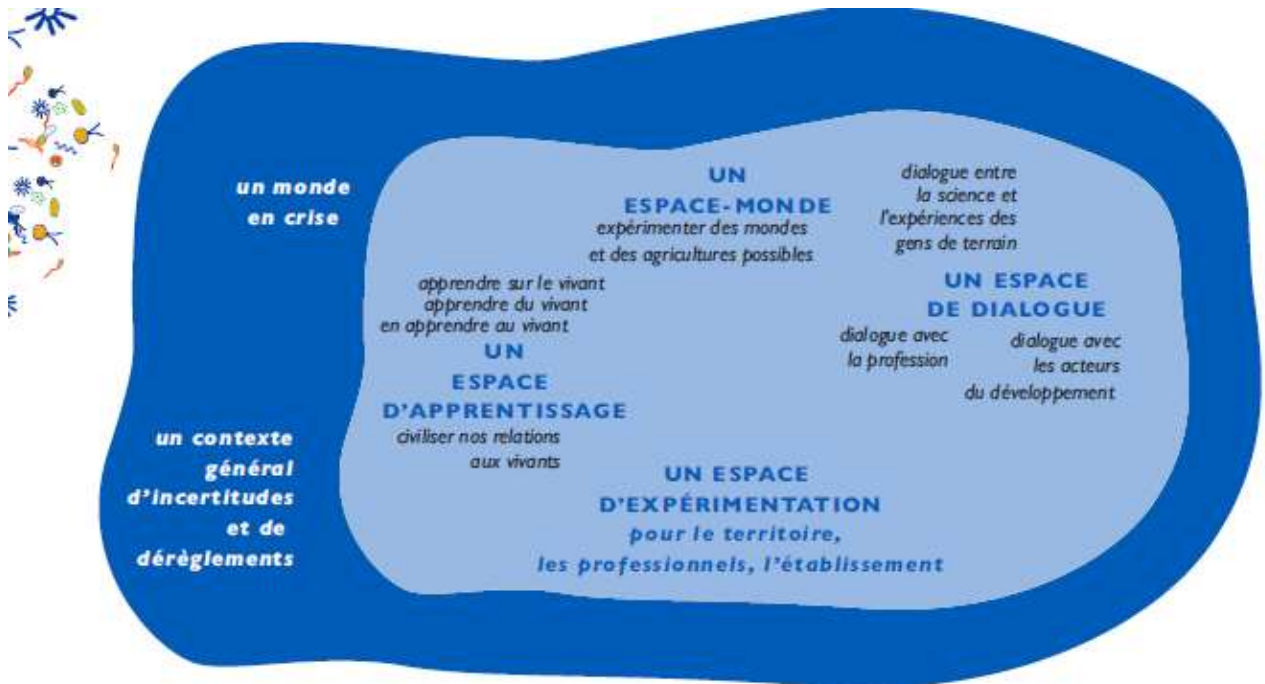 un monde
en crise
UN
ESPACE-MONDE
expérimenter des mondes
et des agricultures possibles
dialogue entre
la science et
l'expériences des
gens de terrain
UN ESPACE
DE DIALOGUE
dialogue avec
la profession
dialogue avec
les acteurs
du développement
apprendre sur le vivant
apprendre du vivant
en apprendre au vivant
UN
ESPACE
D'APPRENTISSAGE
civiliser nos relations
aux vivants
un contexte
général
d'incertitudes
et de
dérèglements
UN ESPACE
D'EXPÉRIMENTATION
pour le territoire,
les professionnels, l'établissement